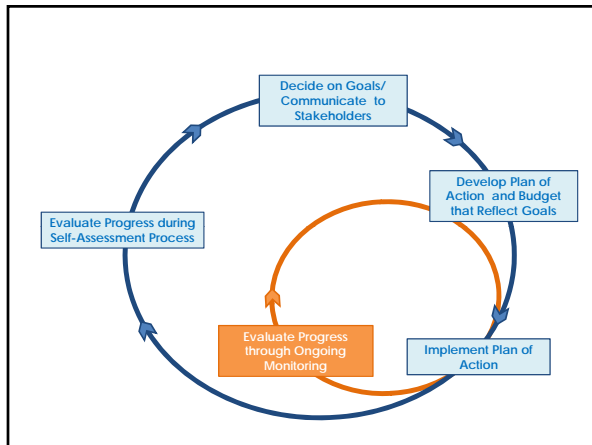 Decide on Goals/
Communicate to
Stakeholders
Develop Plan of
Action and Budget
that Reflect Goals
Evaluate Progress during
Self-Assessment Process
Evaluate Progress
through Ongoing
Monitoring
Implement Plan of
Action